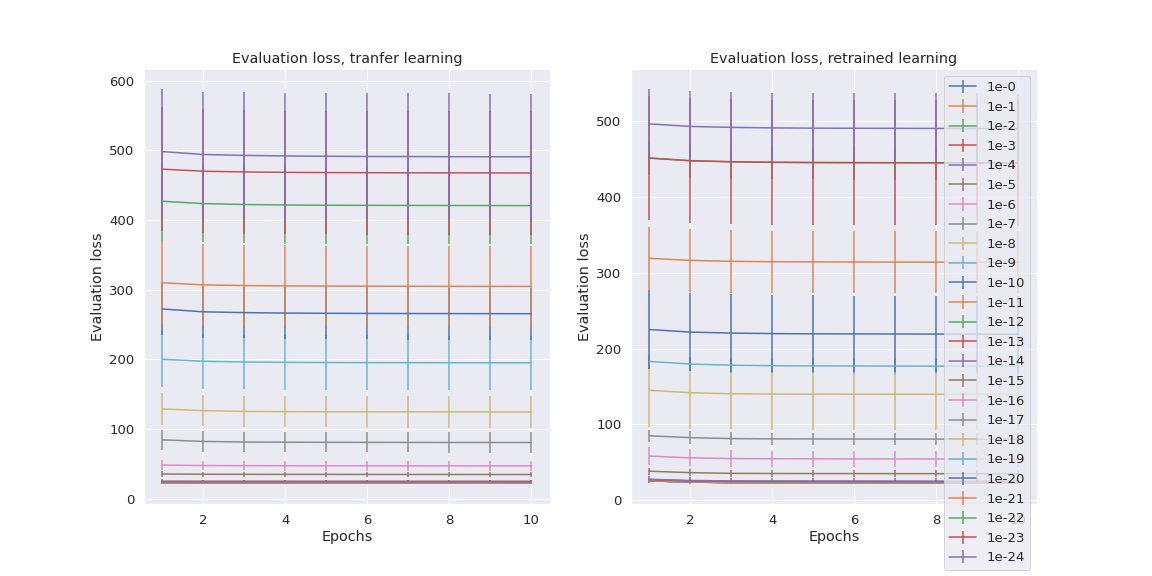 Evaluation loss, tranfer learning
Evaluation loss
600
500
400
300
200
100
0
2
4
6
8
10
Epochs
Evaluation loss, retrained learning
Evaluation loss
500
400
300
200
100
0
2
4
6
8
10
Epochs
1e-0
1e-1
1e-2
1e-3
1e-4
1e-5
1e-6
1e-7
1e-8
1e-9
1e-10
1e-11
1e-12
1e-13
1e-14
1e-15
1e-16
1e-17
1e-18
1e-19
1e-20
1e-21
1e-22
1e-23
1e-24